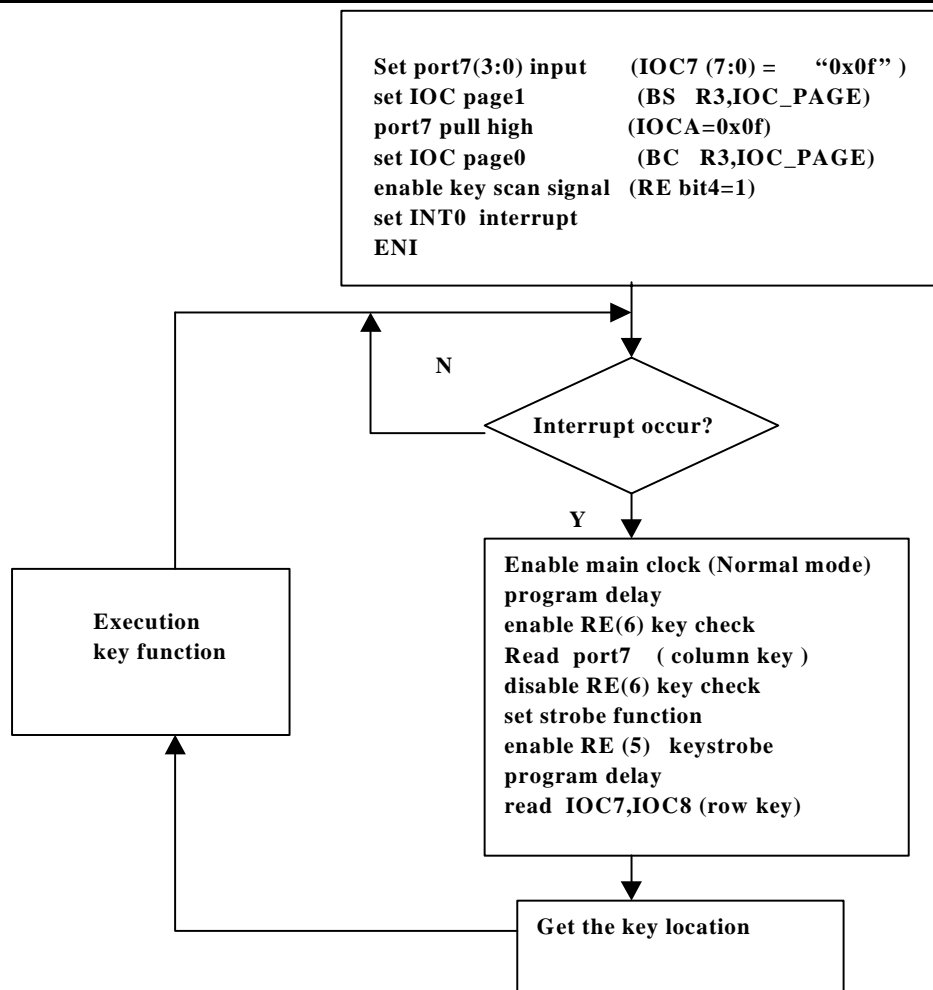 Set port7(3:0) input (IOC7 (7:0) = “0x0f” )
set IOC page1 (BS R3,IOC_PAGE)
port7 pull high (IOCA=0x0f)
set IOC page0 (BC R3,IOC_PAGE)
enable key scan signal (RE bit4=1)
set INT0 interrupt
ENI
N
Interrupt occur?
Y
Enable main clock (Normal mode)
program delay
enable RE(6) key check
Read port7 ( column key )
disable RE(6) key check
set strobe function
enable RE (5) keystrobe
program delay
read IOC7,IOC8 (row key)
Execution
key function
Get the key location